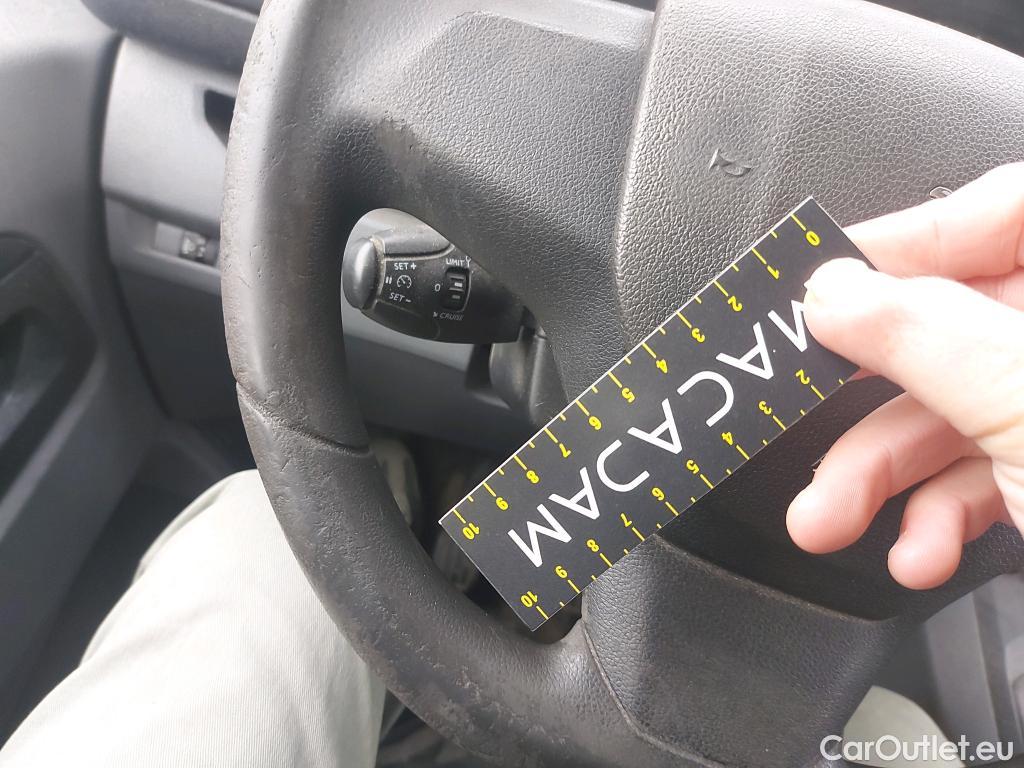 SET +
LIMIT
0
SET -
CRUISE
0 1 2 3 4 5 6 7 8 9 10
MACADAM
2 3 4 5 6 7 8 9 10
CarOutlet.eu